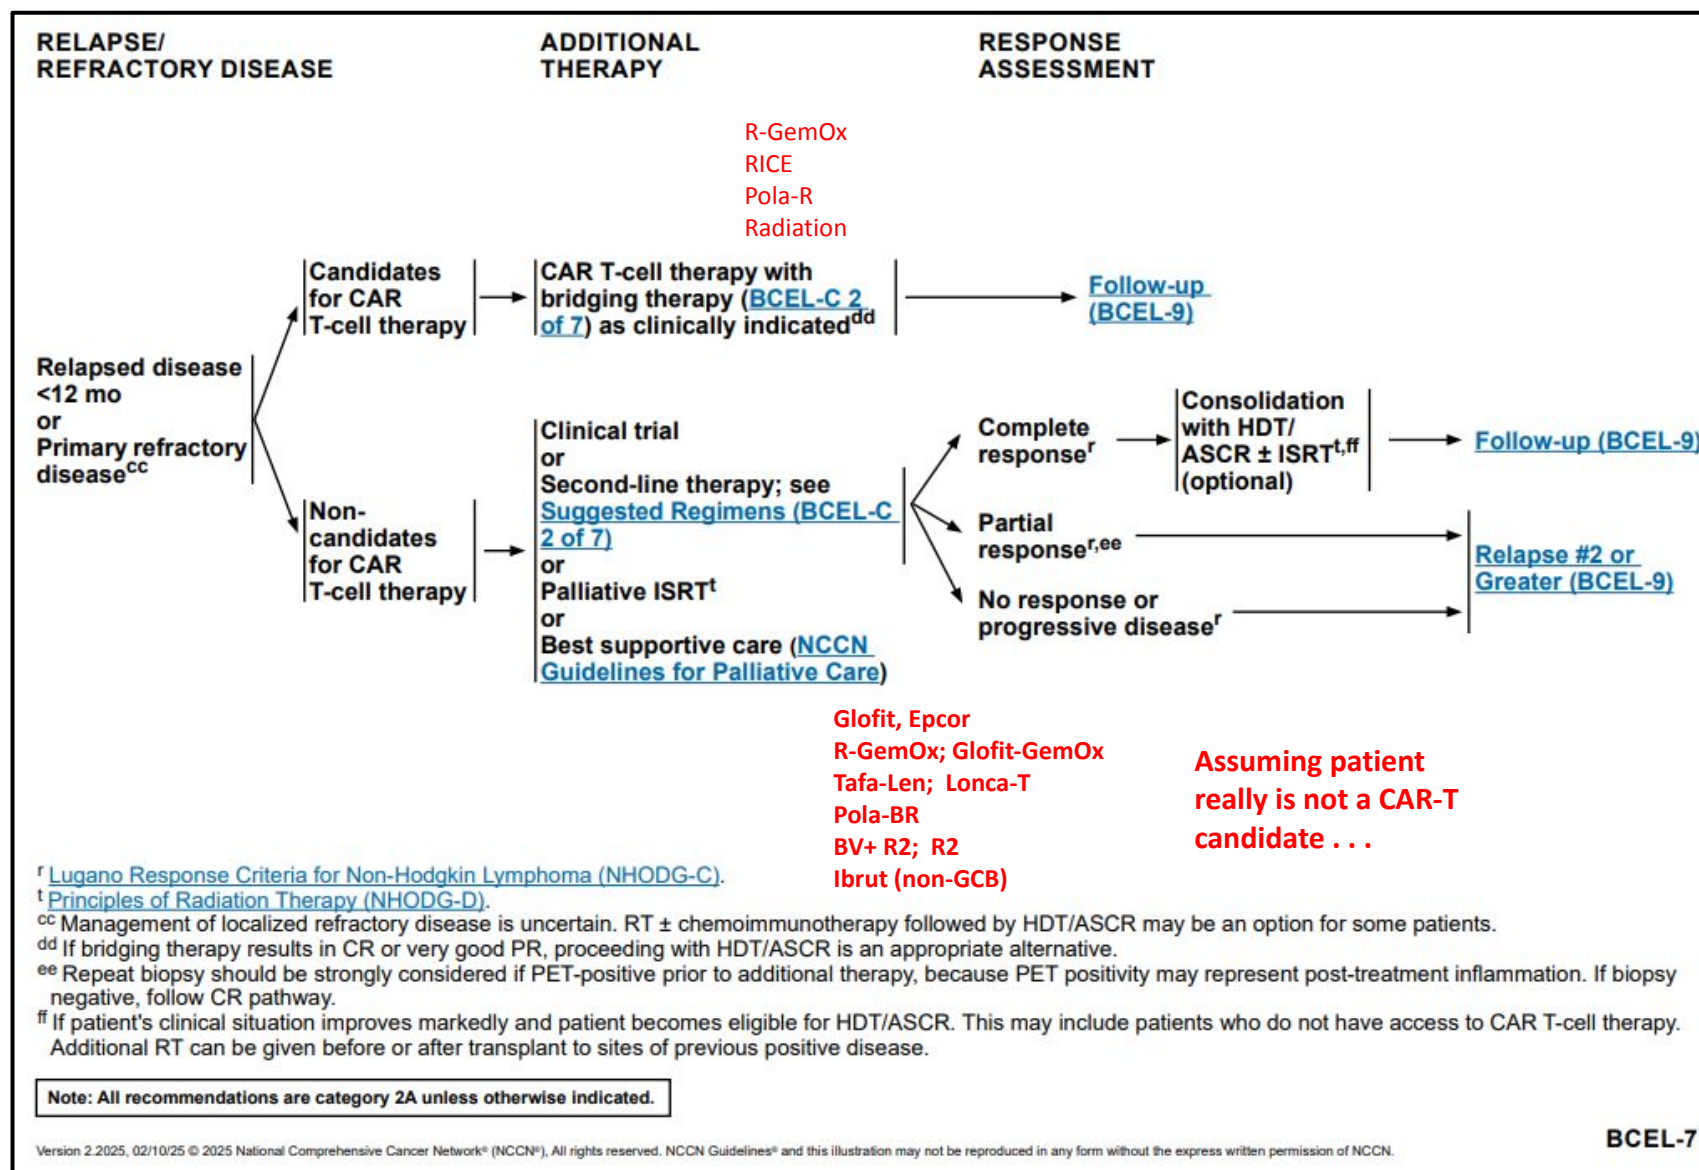 RELAPSE/
REFRACTORY DISEASE
ADDITIONAL
THERAPY
RESPONSE
ASSESSMENT
R-GemOx
RICE
Pola-R
Radiation
Relapsed disease
<12 mo
or
Primary refractory
disease^cc
Candidates
for CAR
T-cell therapy
CAR T-cell therapy with
bridging therapy (BCEL-C 2
of 7) as clinically indicated^dd
Follow-up
(BCEL-9)
Non-
candidates
for CAR
T-cell therapy
Clinical trial
or
Second-line therapy; see
Suggested Regimens (BCEL-C
2 of 7)
or
Palliative ISRT^t
or
Best supportive care (NCCN
Guidelines for Palliative Care)
Complete
response^r
Consolidation
with HDT/
ASCR ± ISRT^t,ff
(optional)
Follow-up (BCEL-9)
Partial
response^r,ee
No response or
progressive disease^r
Relapse #2 or
Greater (BCEL-9)
Glofit, Epcor
R-GemOx; Glofit-GemOx
Tafa-Len; Lonca-T
Pola-BR
BV+ R2; R2
Ibrut (non-GCB)
Assuming patient
really is not a CAR-T
candidate . . .
r Lugano Response Criteria for Non-Hodgkin Lymphoma (NHODG-C).
t Principles of Radiation Therapy (NHODG-D).
cc Management of localized refractory disease is uncertain. RT ± chemoimmunotherapy followed by HDT/ASCR may be an option for some patients.
dd If bridging therapy results in CR or very good PR, proceeding with HDT/ASCR is an appropriate alternative.
ee Repeat biopsy should be strongly considered if PET-positive prior to additional therapy, because PET positivity may represent post-treatment inflammation. If biopsy
negative, follow CR pathway.
ff If patient's clinical situation improves markedly and patient becomes eligible for HDT/ASCR. This may include patients who do not have access to CAR T-cell therapy.
Additional RT can be given before or after transplant to sites of previous positive disease.
Note: All recommendations are category 2A unless otherwise indicated.
Version 2.2025, 02/10/25 © 2025 National Comprehensive Cancer Network® (NCCN®), All rights reserved. NCCN Guidelines® and this illustration may not be reproduced in any form without the express written permission of NCCN.
BCEL-7